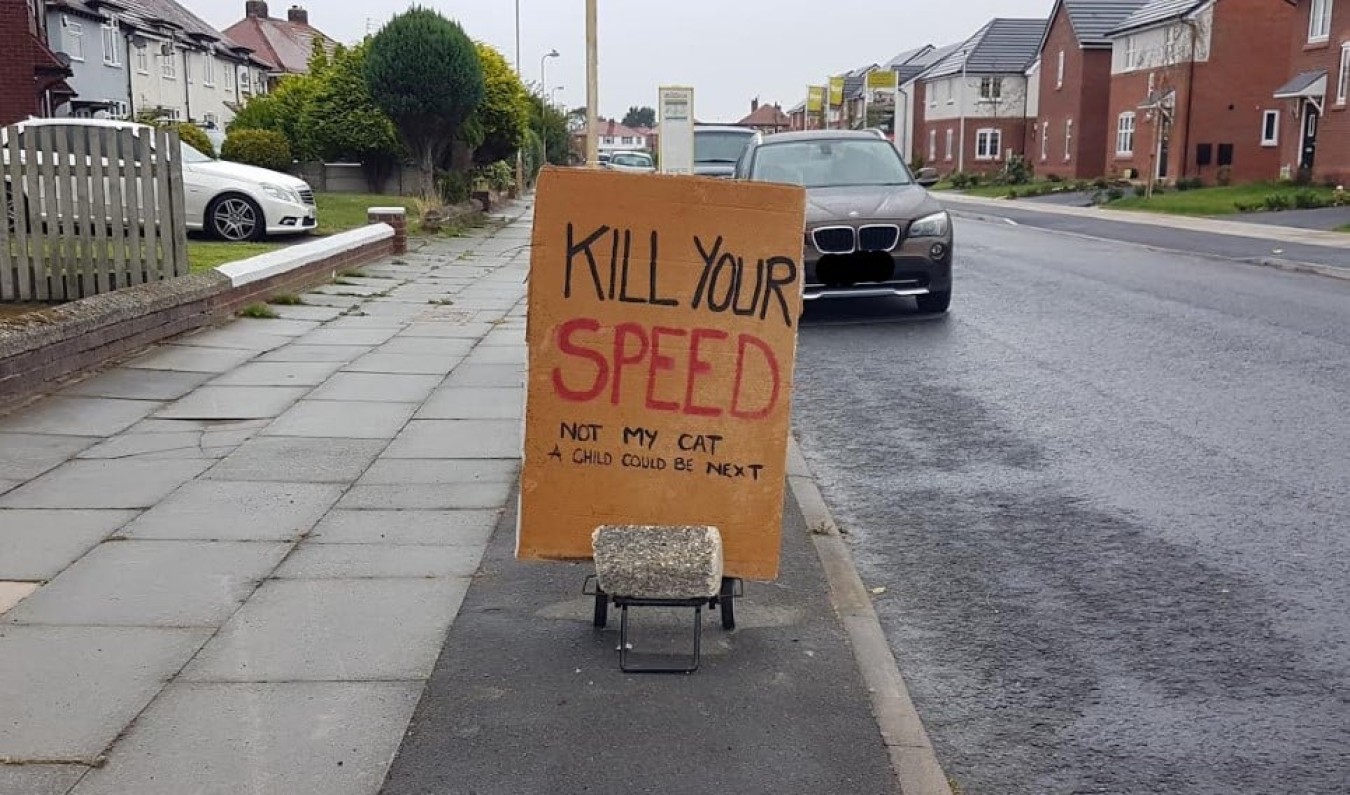 KILL YOUR
SPEED
NOT MY CAT
A CHILD COULD BE NEXT